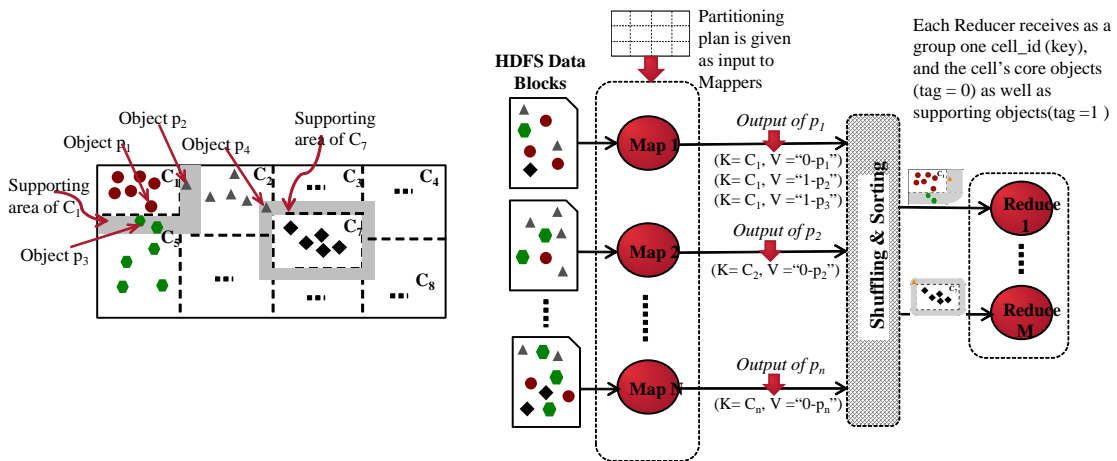 Object p2
Object p1
Supporting
area of C7
Object p4
Supporting
area of C1
C1
C2
C3
C4
C5
C7
C8
Object p3
Partitioning
plan is given
as input to
Mappers
HDFS Data
Blocks
Map 1
Map 2
Map N
Output of p1
(K= C1, V =“0-p1”)
(K= C1, V =“1-p2”)
(K= C1, V =“1-p3”)
Output of p2
(K= C2, V =“0-p2”)
Output of pn
(K= Cn, V =“0-pn”)
Shuffling & Sorting
Each Reducer receives as a
group one cell_id (key),
and the cell’s core objects
(tag = 0) as well as
supporting objects(tag =1 )
C1
C7
Reduce
1
Reduce
M